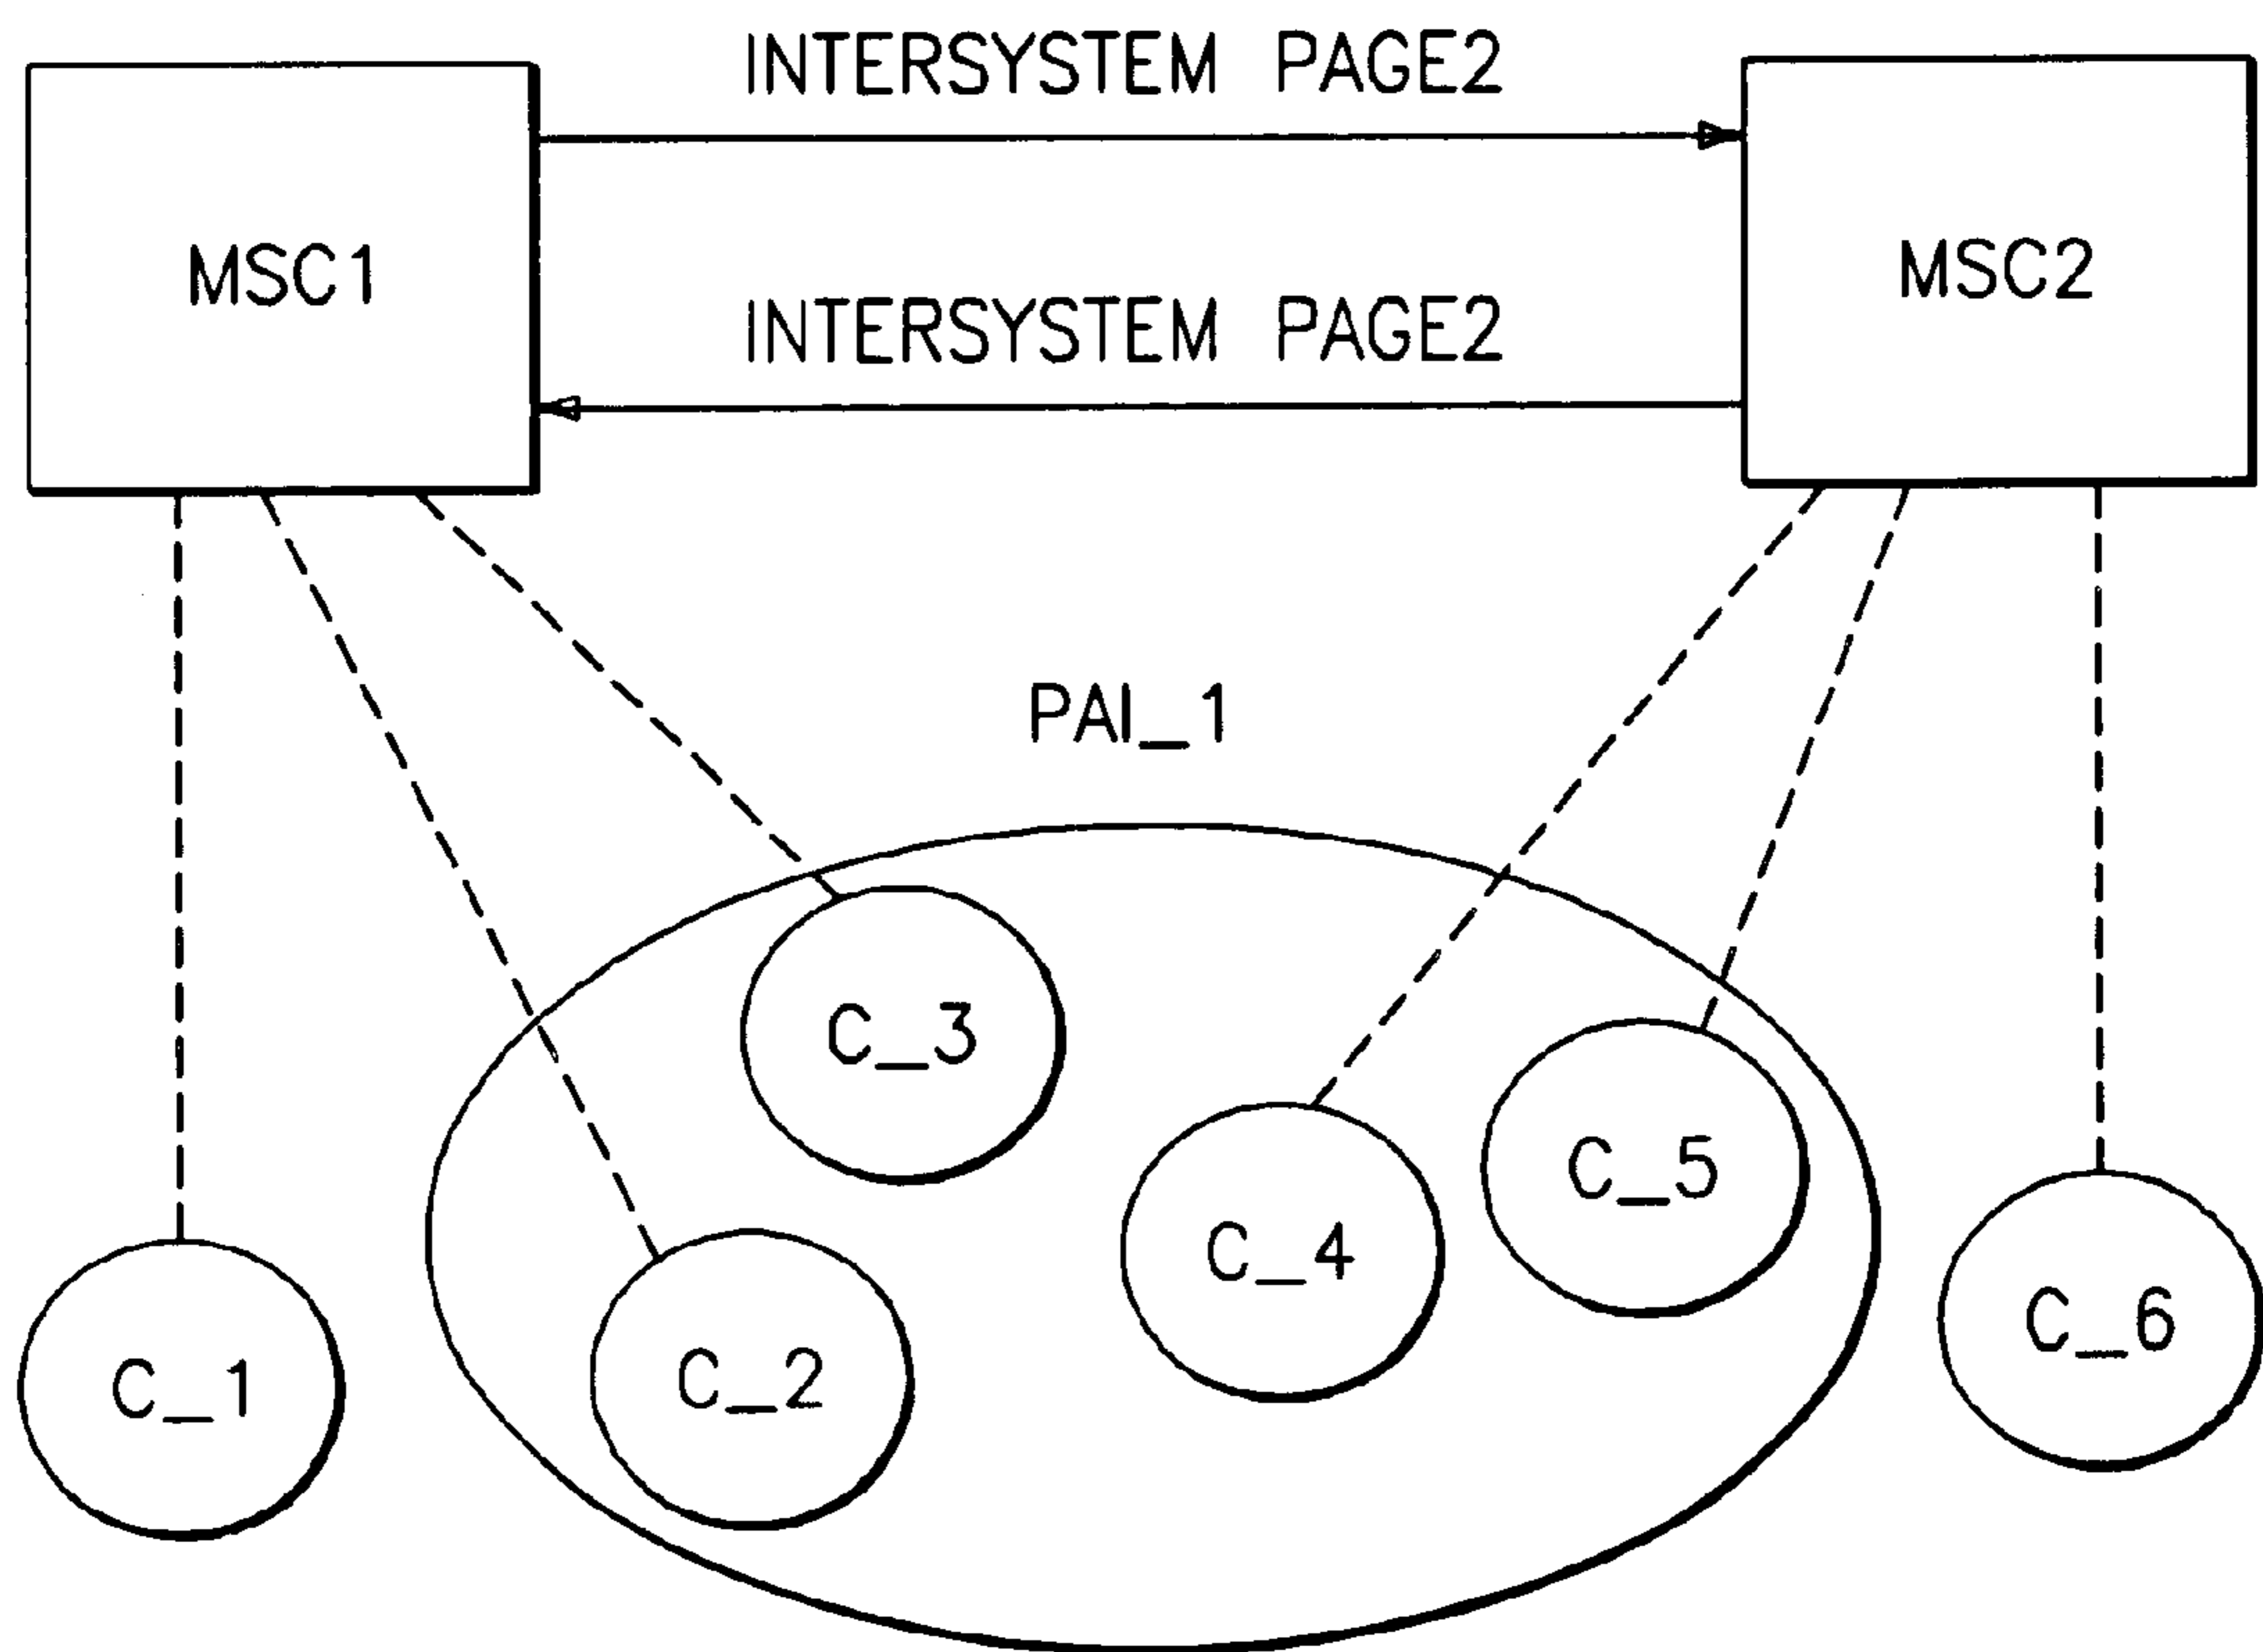 INTERSYSTEM PAGE2
MSC1
MSC2
INTERSYSTEM PAGE2
PAI_1
C_3
C_5
C_4
C_6
C_2
C_1